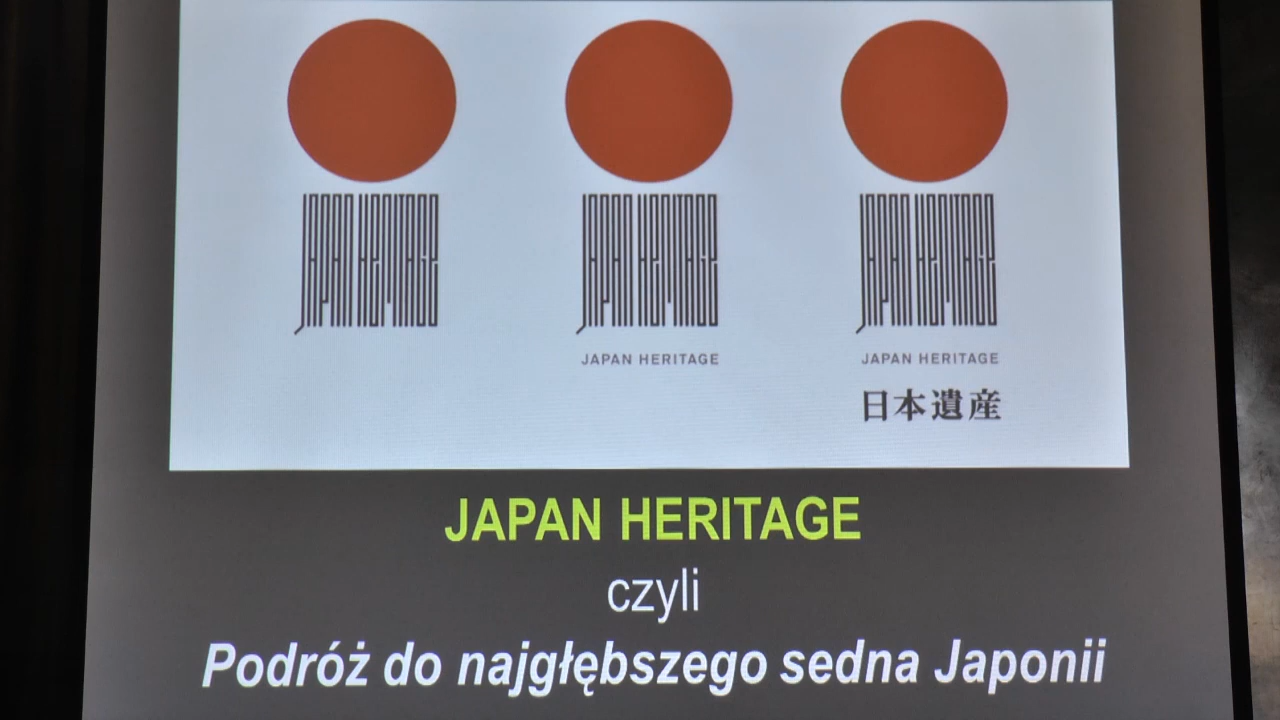 JAPAN HERITAGE JAPAN HERITAGE JAPAN HERITAGE
JAPAN HERITAGE JAPAN HERITAGE
日本遺産
JAPAN HERITAGE
czyli
Podróż do najgłębszego sedna Japonii